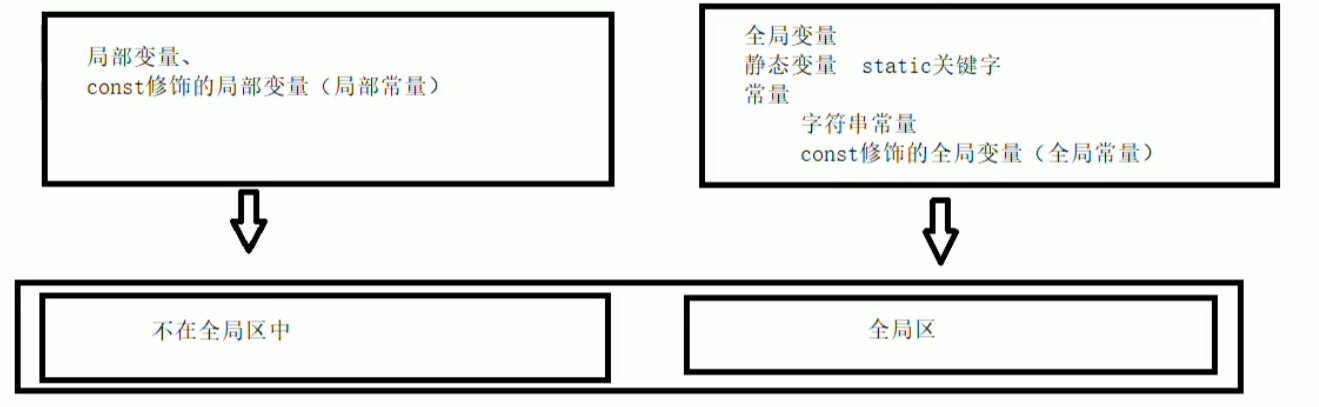 局部变量、
const修饰的局部变量（局部常量）
全局变量
静态变量 static关键字
常量
字符串常量
const修饰的全局变量（全局常量）
不在全局区中
全局区